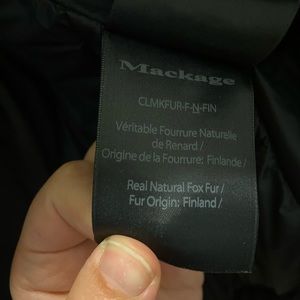 Mackage
CLMKFUR-F-N-FIN
Véritable Fourrure Naturelle
de Renard /
Origine de la Fourrure: Finlande /
Real Natural Fox Fur /
Fur Origin: Finland /